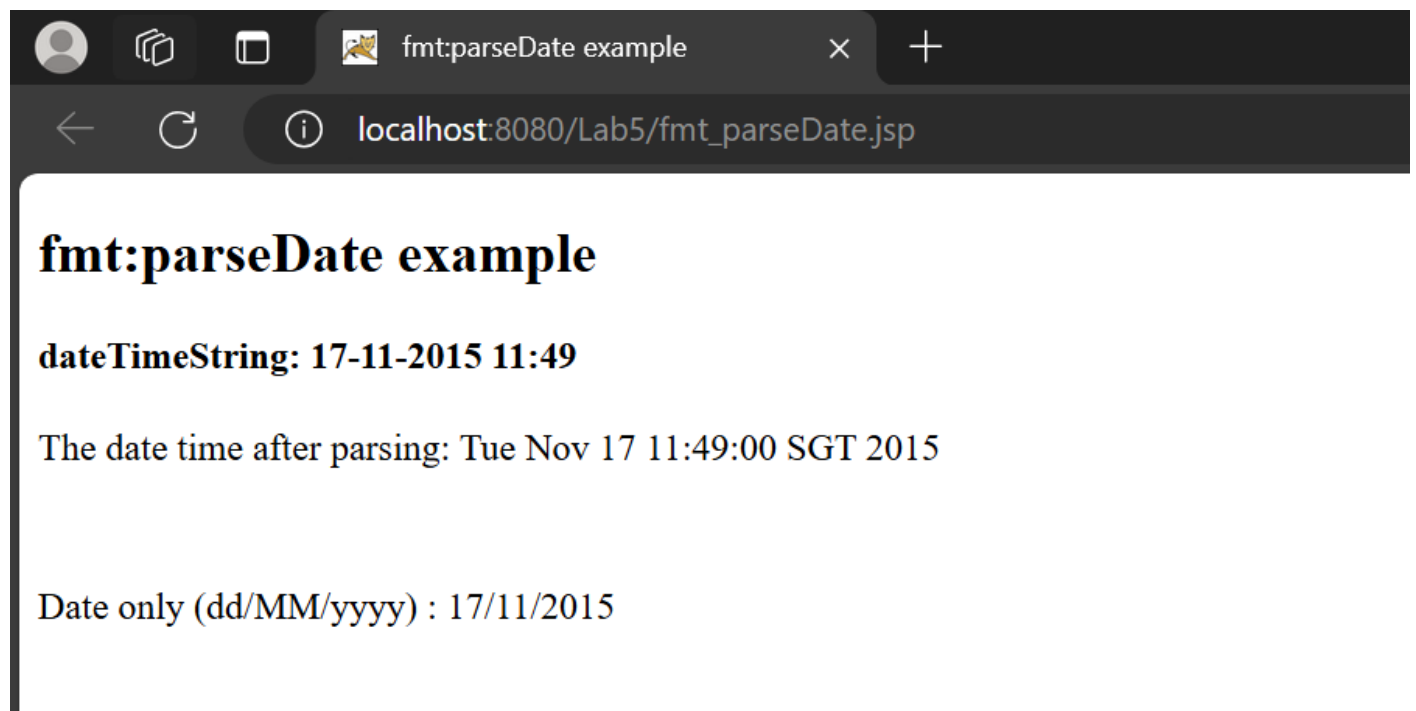 fmt:parseDate example
localhost:8080/Lab5/fmt_parseDate.jsp
fmt:parseDate example
dateTimeString: 17-11-2015 11:49
The date time after parsing: Tue Nov 17 11:49:00 SGT 2015
Date only (dd/MM/yyyy) : 17/11/2015